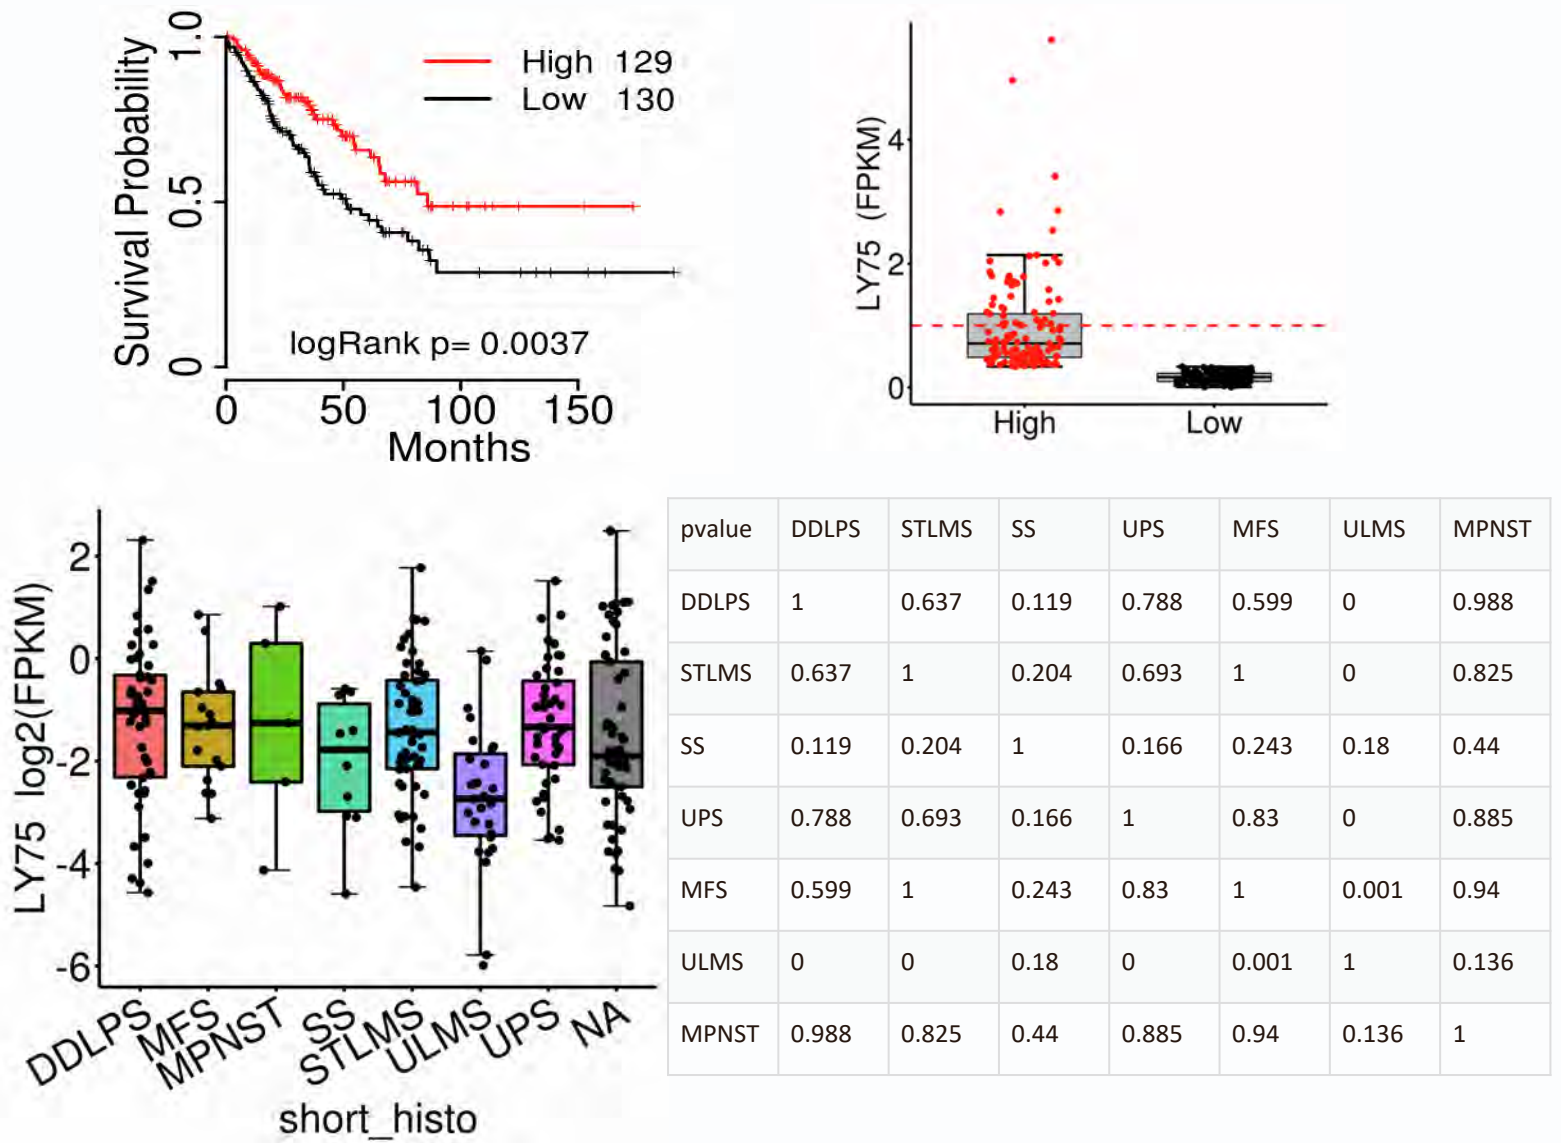 Survival Probability
1.0
0.5
0
High 129
Low 130
logRank p= 0.0037
0 50 100 150
Months
LY75 (FPKM)
4
2
0
High Low
LY75 log2(FPKM)
2
0
-2
-4
-6
DDLPS MFS MPNST SS STLMS ULMS UPS NA
short_histo
pvalue DDLPS STLMS SS UPS MFS ULMS MPNST
DDLPS 1 0.637 0.119 0.788 0.599 0 0.988
STLMS 0.637 1 0.204 0.693 1 0 0.825
SS 0.119 0.204 1 0.166 0.243 0.18 0.44
UPS 0.788 0.693 0.166 1 0.83 0 0.885
MFS 0.599 1 0.243 0.83 1 0.001 0.94
ULMS 0 0 0.18 0 0.001 1 0.136
MPNST 0.988 0.825 0.44 0.885 0.94 0.136 1